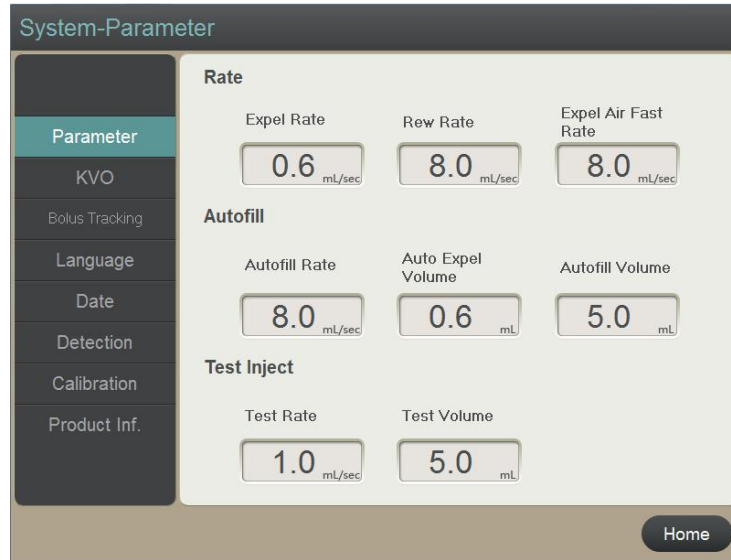 System-Parameter
Parameter
KVO
Bolus Tracking
Language
Date
Detection
Calibration
Product Inf.
Rate
Expel Rate
Rew Rate
Expel Air Fast
Rate
0.6 mL/sec
8.0 mL/sec
8.0 mL/sec
Autofill
Autofill Rate
Auto Expel
Volume
Autofill Volume
8.0 mL/sec
0.6 mL
5.0 mL
Test Inject
Test Rate
Test Volume
1.0 mL/sec
5.0 mL
Home